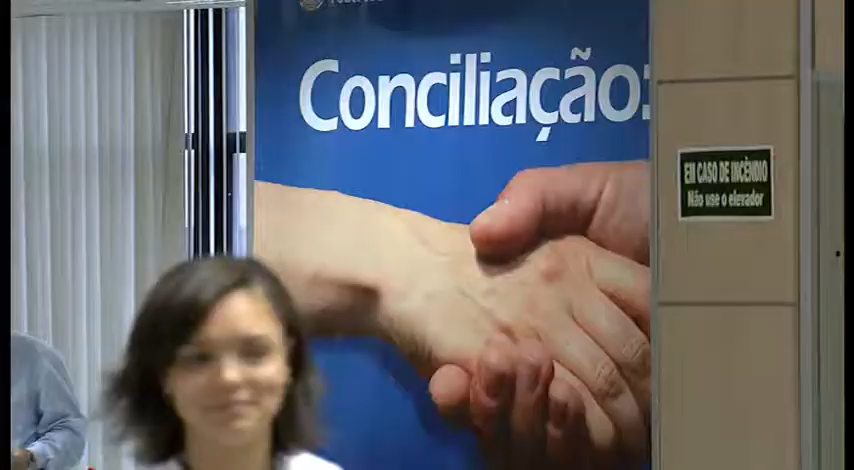 Conciliação:
EM CASO DE INCÊNDIO
Não use o elevador